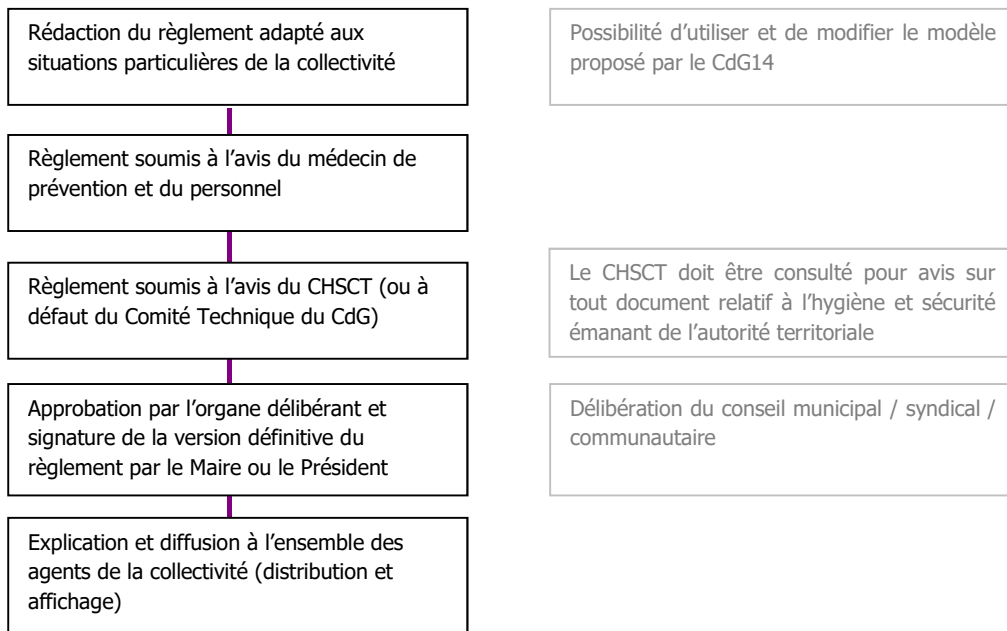 Rédaction du règlement adapté aux
situations particulières de la collectivité
Possibilité d’utiliser et de modifier le modèle
proposé par le CdG14
Règlement soumis à l’avis du médecin de
prévention et du personnel
Règlement soumis à l’avis du CHSCT (ou à
défaut du Comité Technique du CdG)
Le CHSCT doit être consulté pour avis sur
tout document relatif à l’hygiène et sécurité
émanant de l’autorité territoriale
Approbation par l’organe délibérant et
signature de la version définitive du
règlement par le Maire ou le Président
Délibération du conseil municipal / syndical /
communautaire
Explication et diffusion à l’ensemble des
agents de la collectivité (distribution et
affichage)